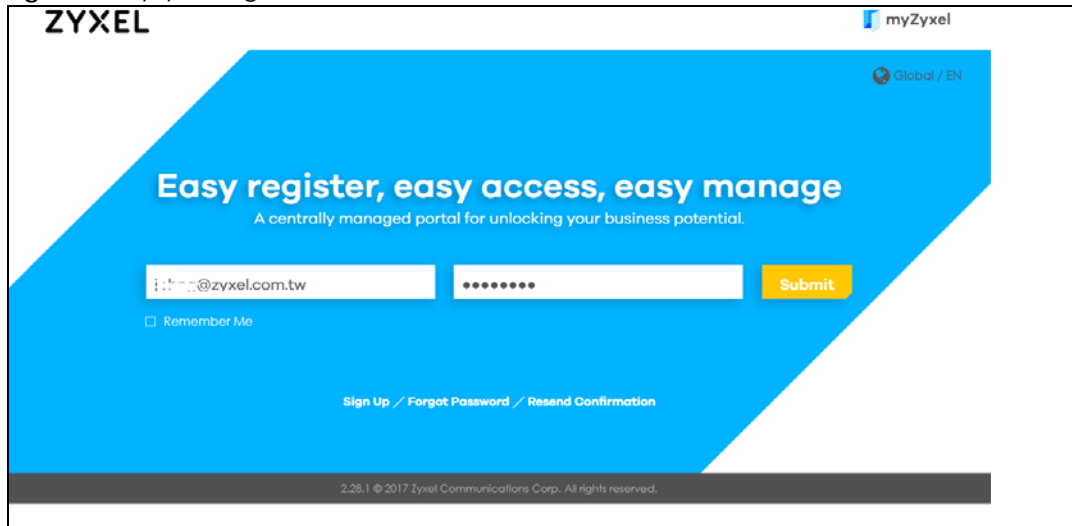 ZYXEL
myZyxel
Global / EN
Easy register, easy access, easy manage
A centrally managed portal for unlocking your business potential.
@zyxel.com.tw
••••••••
Submit
Remember Me
Sign Up / Forgot Password / Resend Confirmation
2.28.1 © 2017 Zyxel Communications Corp. All rights reserved.